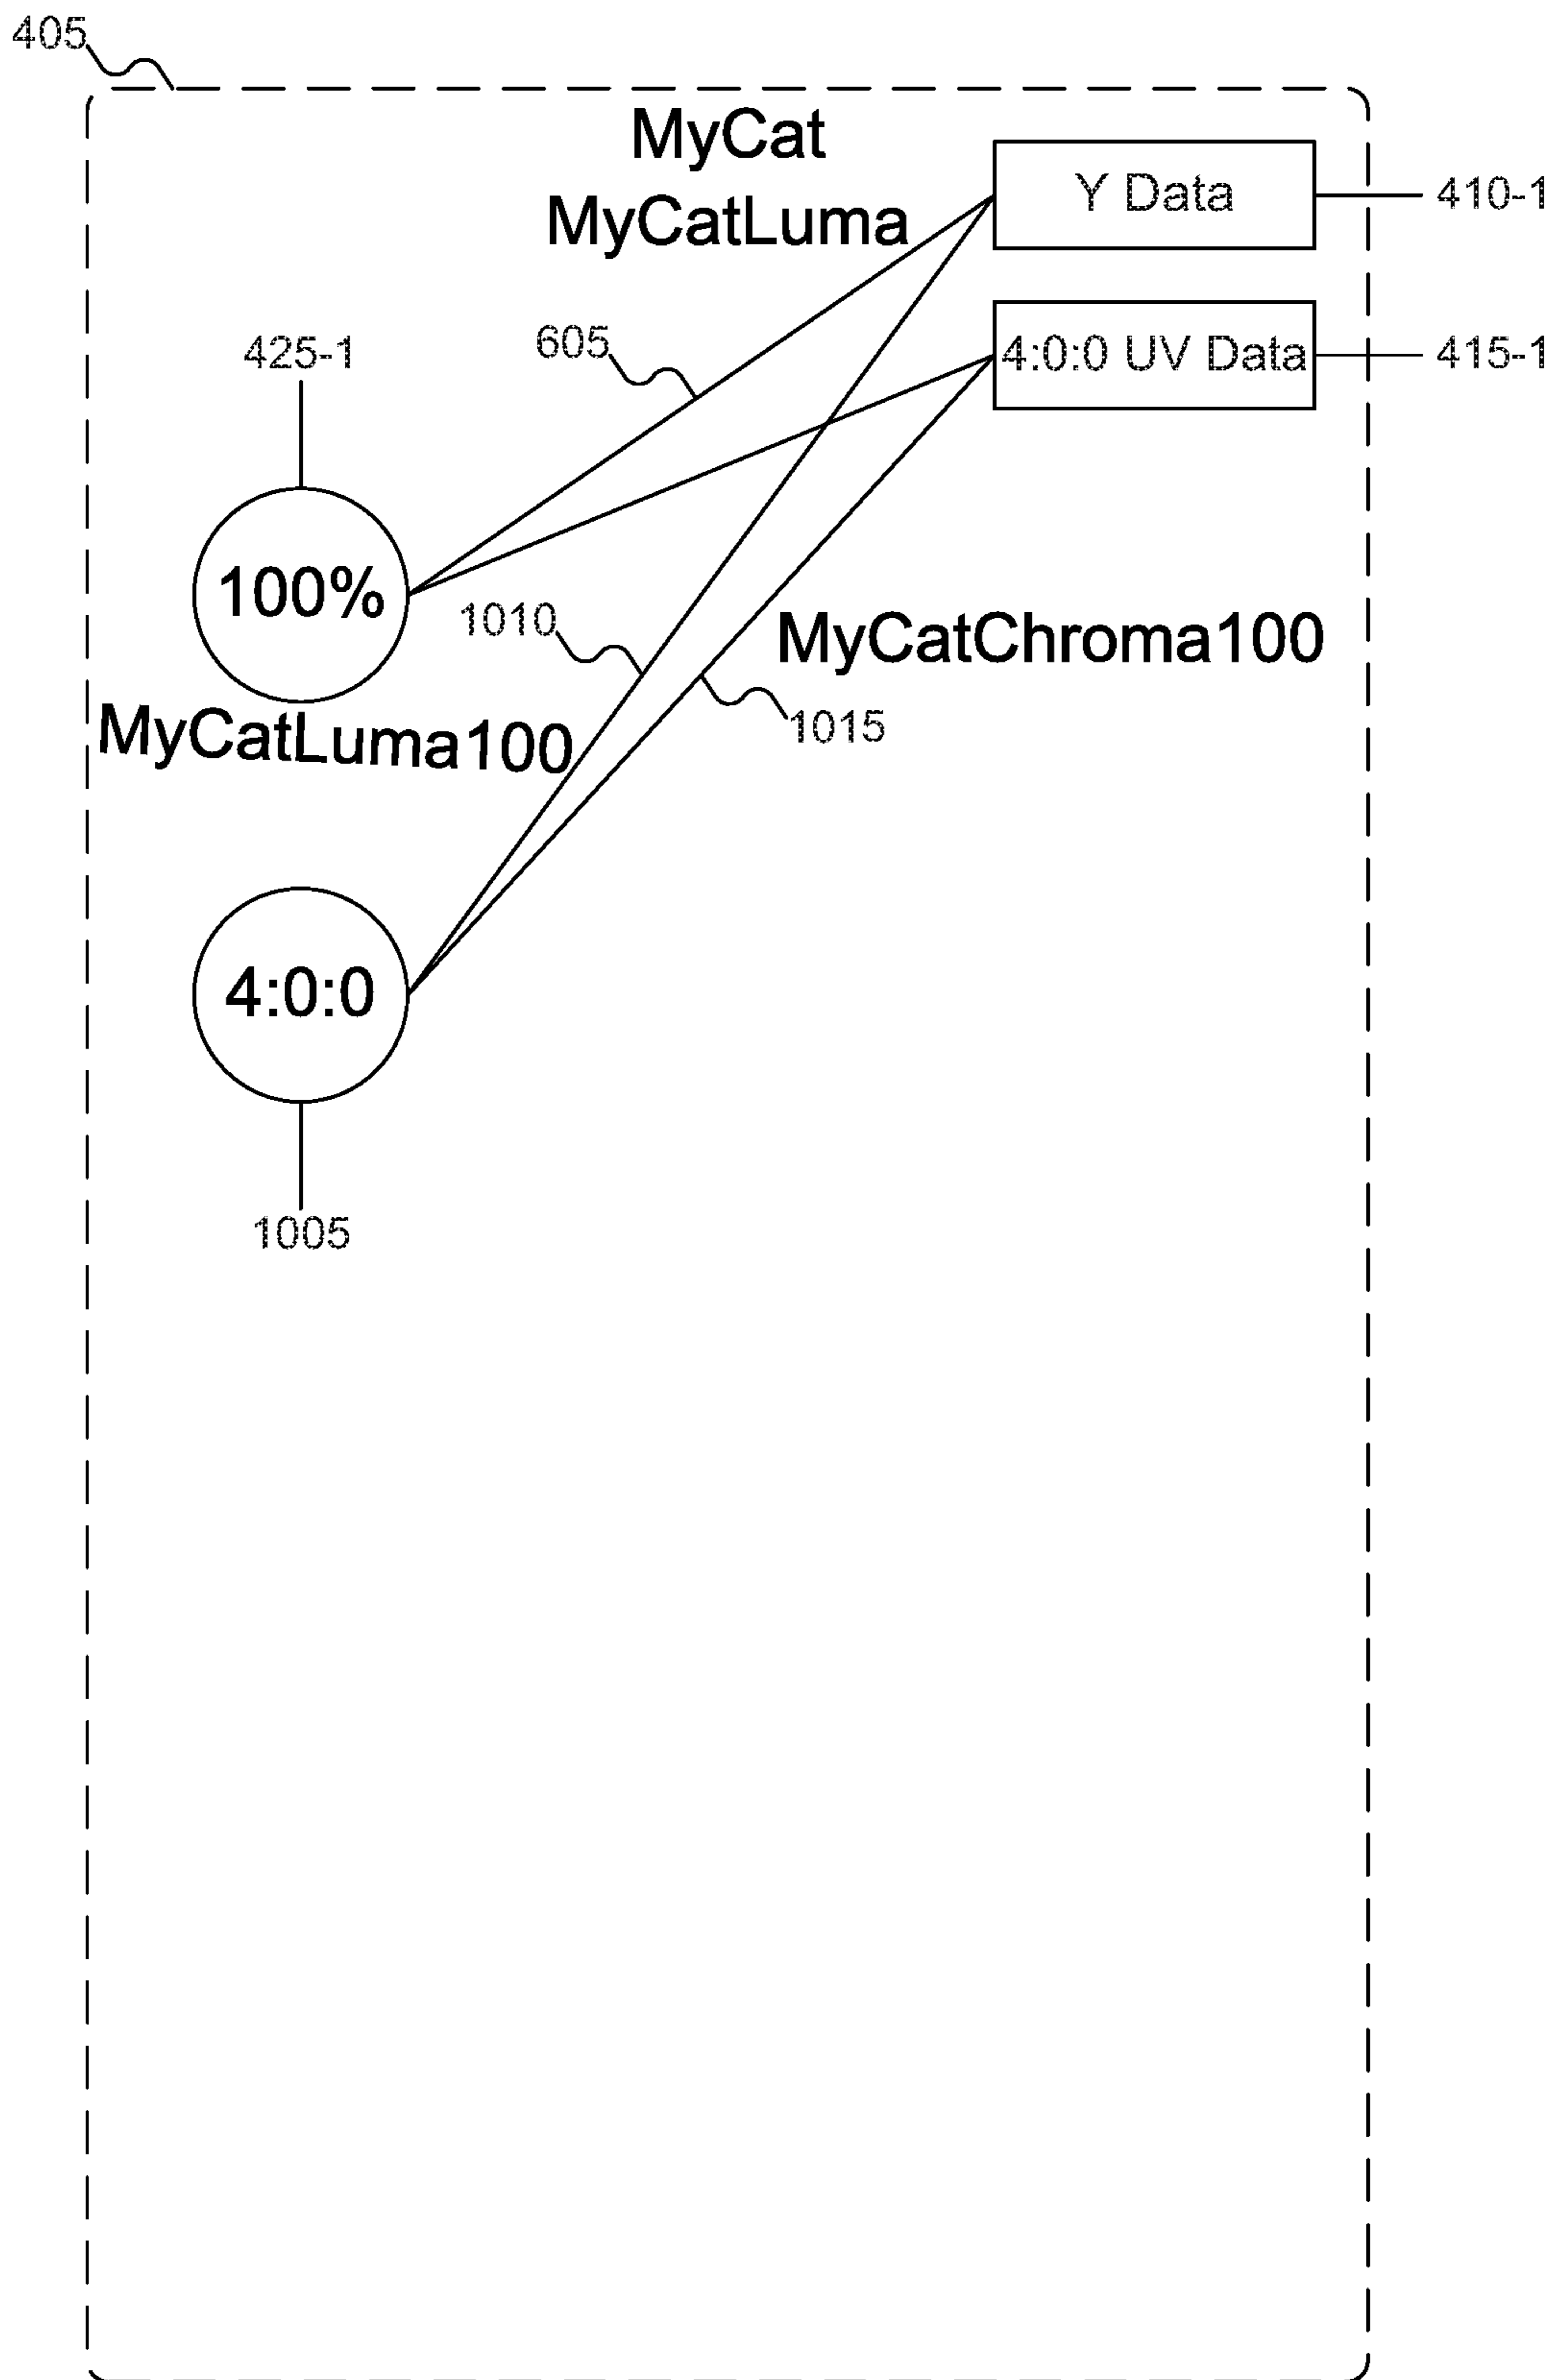 405
MyCat
MyCatLuma
Y Data
410-1
605
425-1
4:0:0 UV Data
415-1
100%
1010
MyCatChroma100
MyCatLuma100
1015
4:0:0
1005